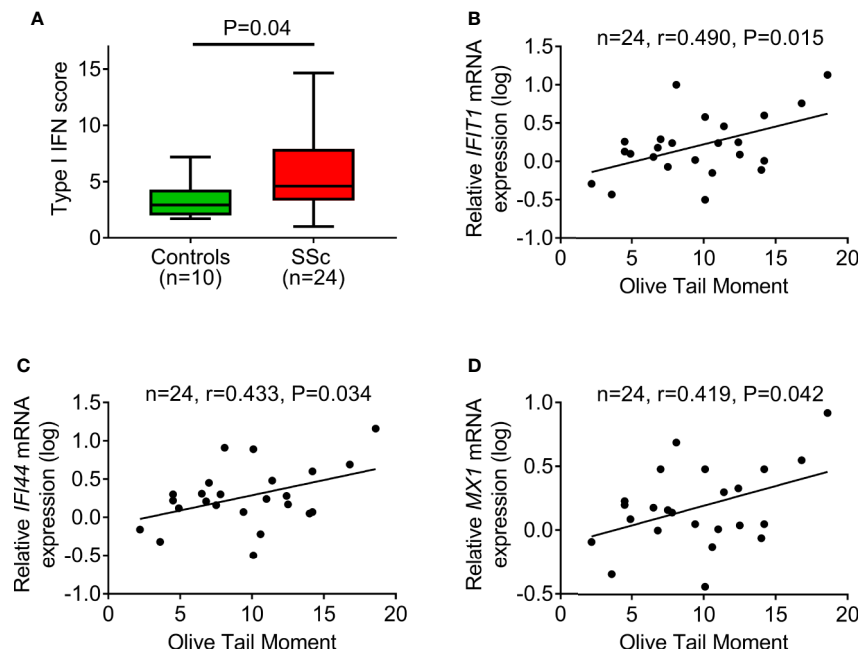 A
P=0.04
Type I IFN score
15
10
5
0
Controls
(n=10)
SSc
(n=24)
B
n=24, r=0.490, P=0.015
Relative IFIT1 mRNA
expression (log)
1.5
1.0
0.5
0.0
-0.5
-1.0
0
5
10
15
20
Olive Tail Moment
C
n=24, r=0.433, P=0.034
Relative IFI44 mRNA
expression (log)
1.5
1.0
0.5
0.0
-0.5
-1.0
0
5
10
15
20
Olive Tail Moment
D
n=24, r=0.419, P=0.042
Relative MX1 mRNA
expression (log)
1.0
0.5
0.0
-0.5
0
5
10
15
20
Olive Tail Moment